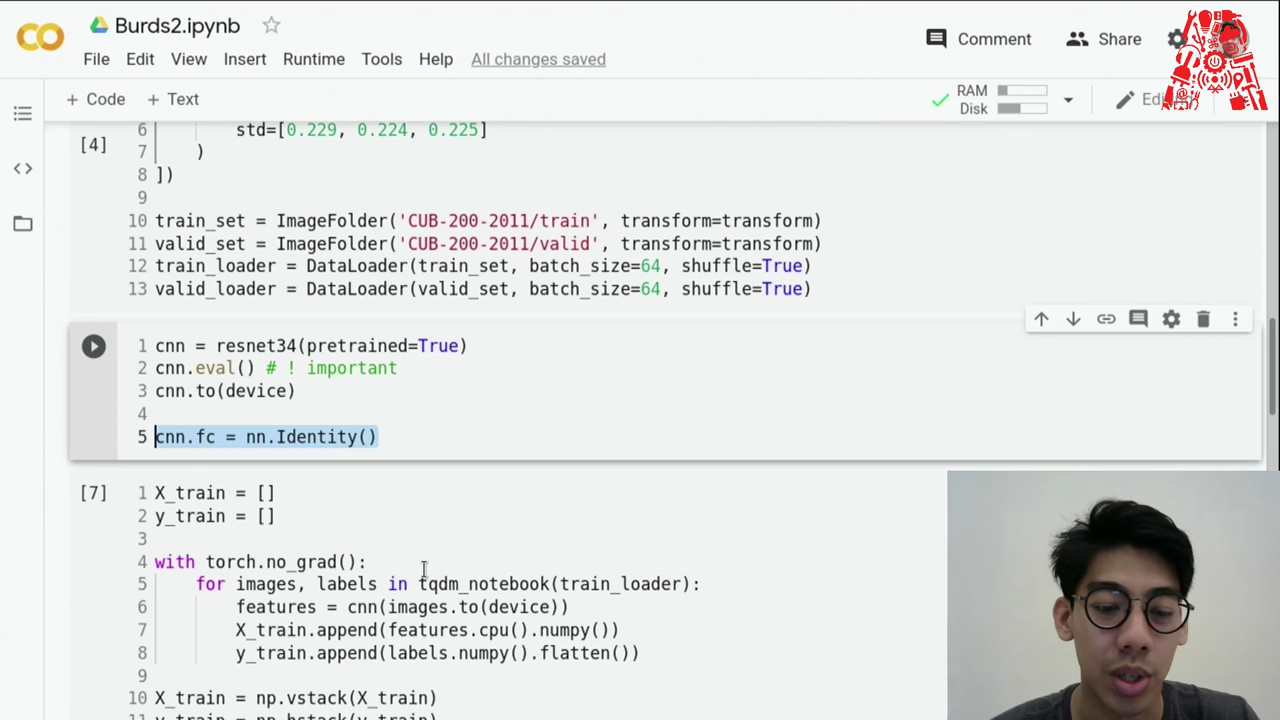 Burds2.ipynb
Comment
Share
File Edit View Insert Runtime Tools Help All changes saved
+ Code + Text
RAM
Disk
[4]
6 std=[0.229, 0.224, 0.225]
7 )
8 ])
9
10 train_set = ImageFolder('CUB-200-2011/train', transform=transform)
11 valid_set = ImageFolder('CUB-200-2011/valid', transform=transform)
12 train_loader = DataLoader(train_set, batch_size=64, shuffle=True)
13 valid_loader = DataLoader(valid_set, batch_size=64, shuffle=True)
1 cnn = resnet34(pretrained=True)
2 cnn.eval() # ! important
3 cnn.to(device)
4
5 cnn.fc = nn.Identity()
[7]
1 X_train = []
2 y_train = []
3
4 with torch.no_grad():
5 for images, labels in tqdm_notebook(train_loader):
6 features = cnn(images.to(device))
7 X_train.append(features.cpu().numpy())
8 y_train.append(labels.numpy().flatten())
9
10 X_train = np.vstack(X_train)
11 y_train = np.hstack(y_train)